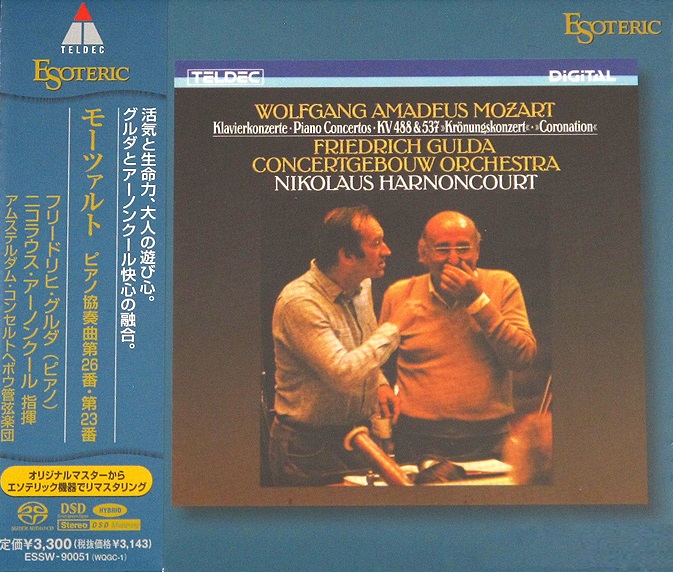 TELDEC
ESOTERIC
活気と生命力、大人の遊び心。
グルダとアーノンクール快心の融合。
モーツァルト ピアノ協奏曲第26番・第23番
フリードリヒ・グルダ（ピアノ）
ニコラウス・アーノンクール 指揮
アムステルダム・コンセルトヘボウ管弦楽団
オリジナルマスターから
エソテリック機器でリマスタリング
SACD
DSD
HYBRID
Stereo
DSD Mastering
定価¥3,300(税抜価格¥3,143)
ESSW-90051(WQGC-1)
ESOTERIC
TELDEC
DIGITAL
WOLFGANG AMADEUS MOZART
Klavierkonzerte · Piano Concertos · KV 488 & 537 »Krönungskonzert« · »Coronation«
FRIEDRICH GULDA
CONCERTGEBOUW ORCHESTRA
NIKOLAUS HARNONCOURT